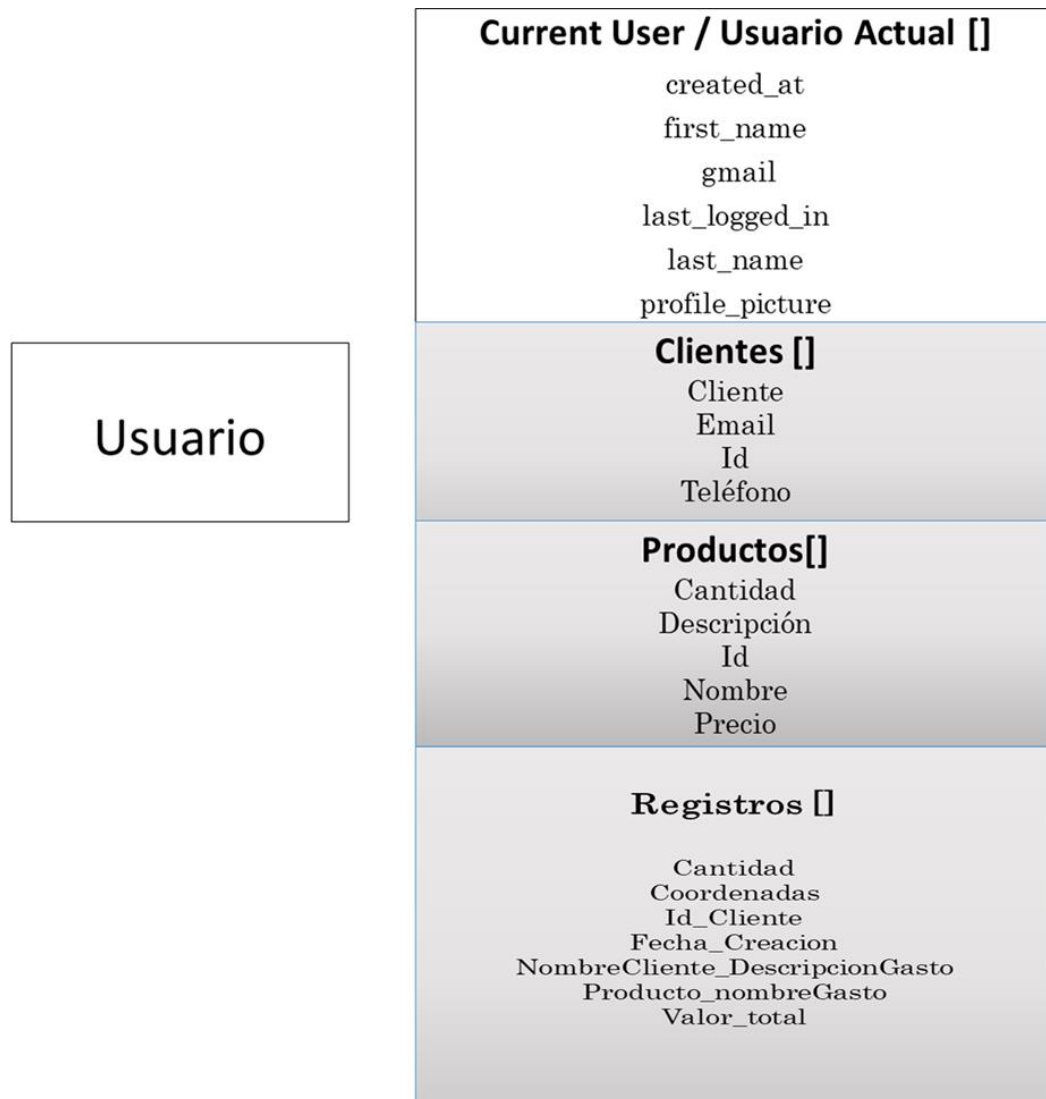 Current User / Usuario Actual []
created_at
first_name
gmail
last_logged_in
last_name
profile_picture
Usuario
Clientes []
Cliente
Email
Id
Teléfono
Productos[]
Cantidad
Descripción
Id
Nombre
Precio
Registros []
Cantidad
Coordenadas
Id_Cliente
Fecha_Creacion
NombreCliente_DescripcionGasto
Producto_nombreGasto
Valor_total